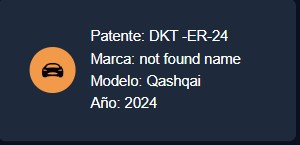 Patente: DKT -ER-24
Marca: not found name
Modelo: Qashqai
Año: 2024